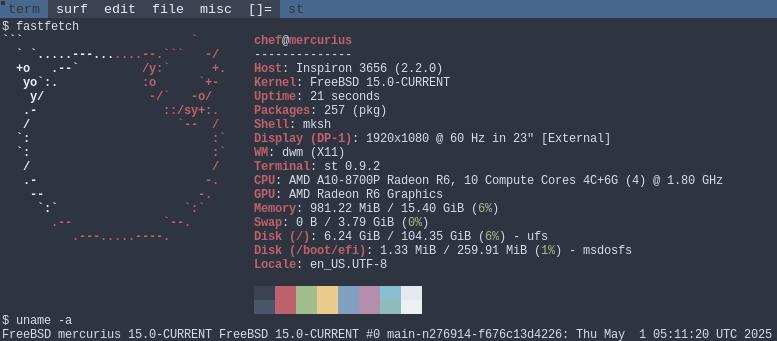 term surf edit file misc []= st
$ fastfetch
```                        `
  ` `.....---.......--.```   -/    chef@mercurius
  +o   .--`         /y:`      +.   --------------
   yo`:.            :o      `+-    Host: Inspiron 3656 (2.2.0)
    y/               -/`   -o/     Kernel: FreeBSD 15.0-CURRENT
   .-                  ::/sy+:.    Uptime: 21 seconds
   /                     `--  /    Packages: 257 (pkg)
  `:                          :`   Shell: mksh
  `:                          :`   Display (DP-1): 1920x1080 @ 60 Hz in 23" [External]
   /                          /    WM: dwm (X11)
   .-                        -.    Terminal: st 0.9.2
    --                      -.     CPU: AMD A10-8700P Radeon R6, 10 Compute Cores 4C+6G (4) @ 1.80 GHz
     `:`                  `:`      GPU: AMD Radeon R6 Graphics
       .--             `--.        Memory: 981.22 MiB / 15.40 GiB (6%)
          .---.....----.           Swap: 0 B / 3.79 GiB (0%)
Disk (/): 6.24 GiB / 104.35 GiB (6%) - ufs
Disk (/boot/efi): 1.33 MiB / 259.91 MiB (1%) - msdosfs
Locale: en_US.UTF-8
$ uname -a
FreeBSD mercurius 15.0-CURRENT FreeBSD 15.0-CURRENT #0 main-n276914-f676c13d4226: Thu May  1 05:11:20 UTC 2025